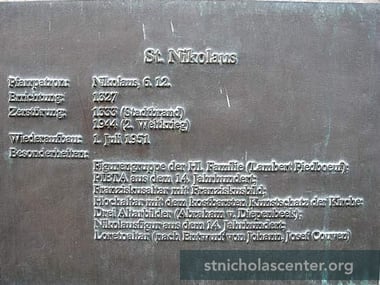 St. Nikolaus
Pfarrpatron: Nikolaus, 6. 12.
Errichtung: 1327
Zerstörung: 1333 (Stadtbrand)
1944 (2. Weltkrieg)
Wiederaufbau: 1. Juli 1951
Besonderheiten:
Figurengruppe der Hl. Familie (Lambert Piedboeuf);
PIETA aus dem 14. Jahrhundert;
Franziskusaltar mit Franziskusbild;
Hochaltar mit dem kostbarsten Kunstschatz der Kirche:
Drei Altarbilder (Abraham v. Diepenbeek);
Nikolausfigur aus dem 14. Jahrhundert;
Loretoaltar (nach Entwurf von Johann Josef Couven)
stnicholascenter.org